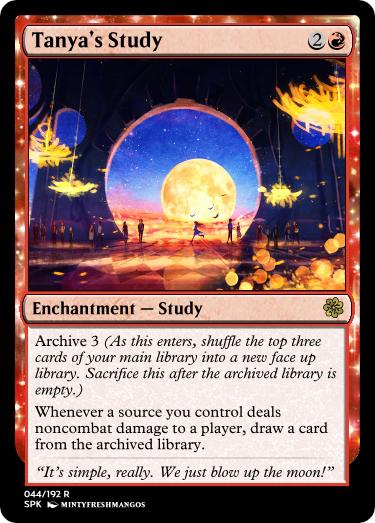 Tanya's Study 2
Enchantment — Study
Archive 3 (As this enters, shuffle the top three
cards of your main library into a new face up
library. Sacrifice this after the archived library is
empty.)
Whenever a source you control deals
noncombat damage to a player, draw a card
from the archived library.
"It's simple, really. We just blow up the moon!"
044/192 R
SPK MINTYFRESHMANGOS